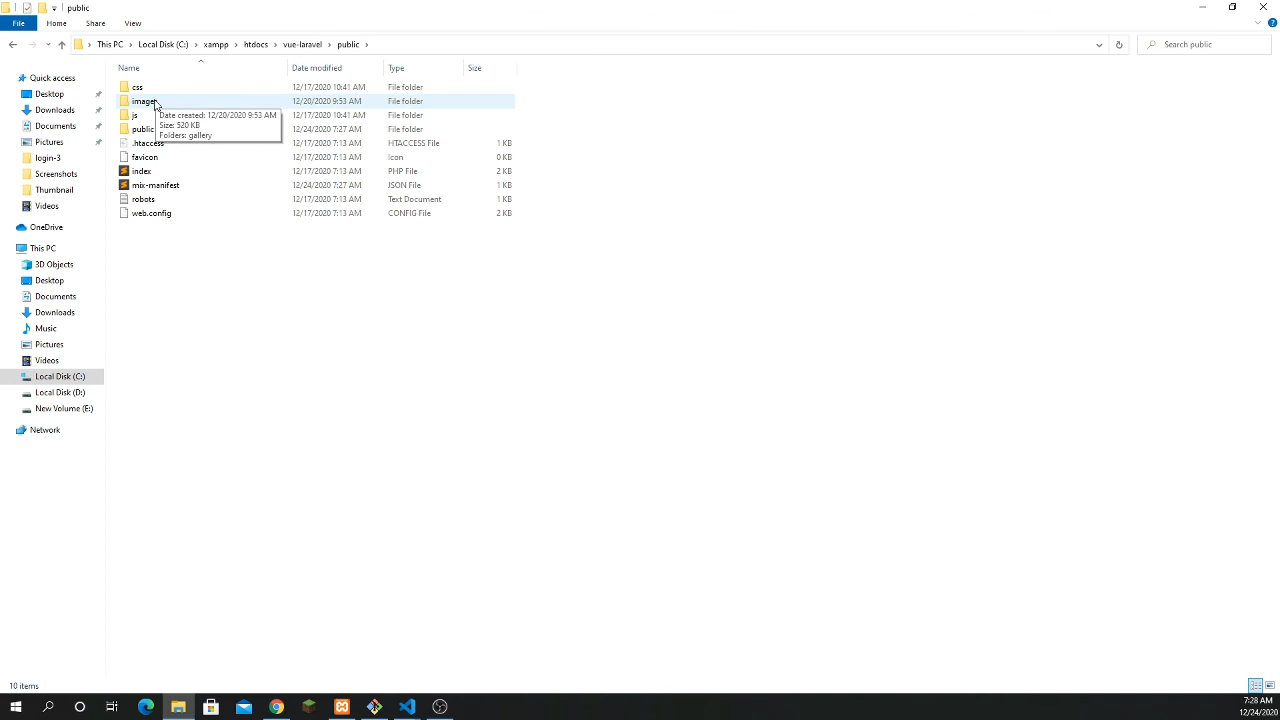 public
File Home Share View
This PC Local Disk (C:) xampp htdocs vue-laravel public Search public
Name Date modified Type Size
Quick access
Desktop
Downloads
Documents
Pictures
login-3
Screenshots
Thumbnail
Videos
OneDrive
This PC
3D Objects
Desktop
Documents
Downloads
Music
Pictures
Videos
Local Disk (C:)
Local Disk (D:)
New Volume (E:)
Network
css 12/17/2020 10:41 AM File folder
image 12/20/2020 9:53 AM File folder
js 12/17/2020 10:41 AM File folder
public 12/24/2020 7:27 AM File folder
.htaccess 12/17/2020 7:13 AM HTACCESS File 1 KB
favicon 12/17/2020 7:13 AM Icon 0 KB
index 12/17/2020 7:13 AM PHP File 2 KB
mix-manifest 12/24/2020 7:27 AM JSON File 1 KB
robots 12/17/2020 7:13 AM Text Document 1 KB
web.config 12/17/2020 7:13 AM CONFIG File 2 KB
Date created: 12/20/2020 9:53 AM
Size: 520 KB
Folders: gallery
10 items
7:28 AM
12/24/2020